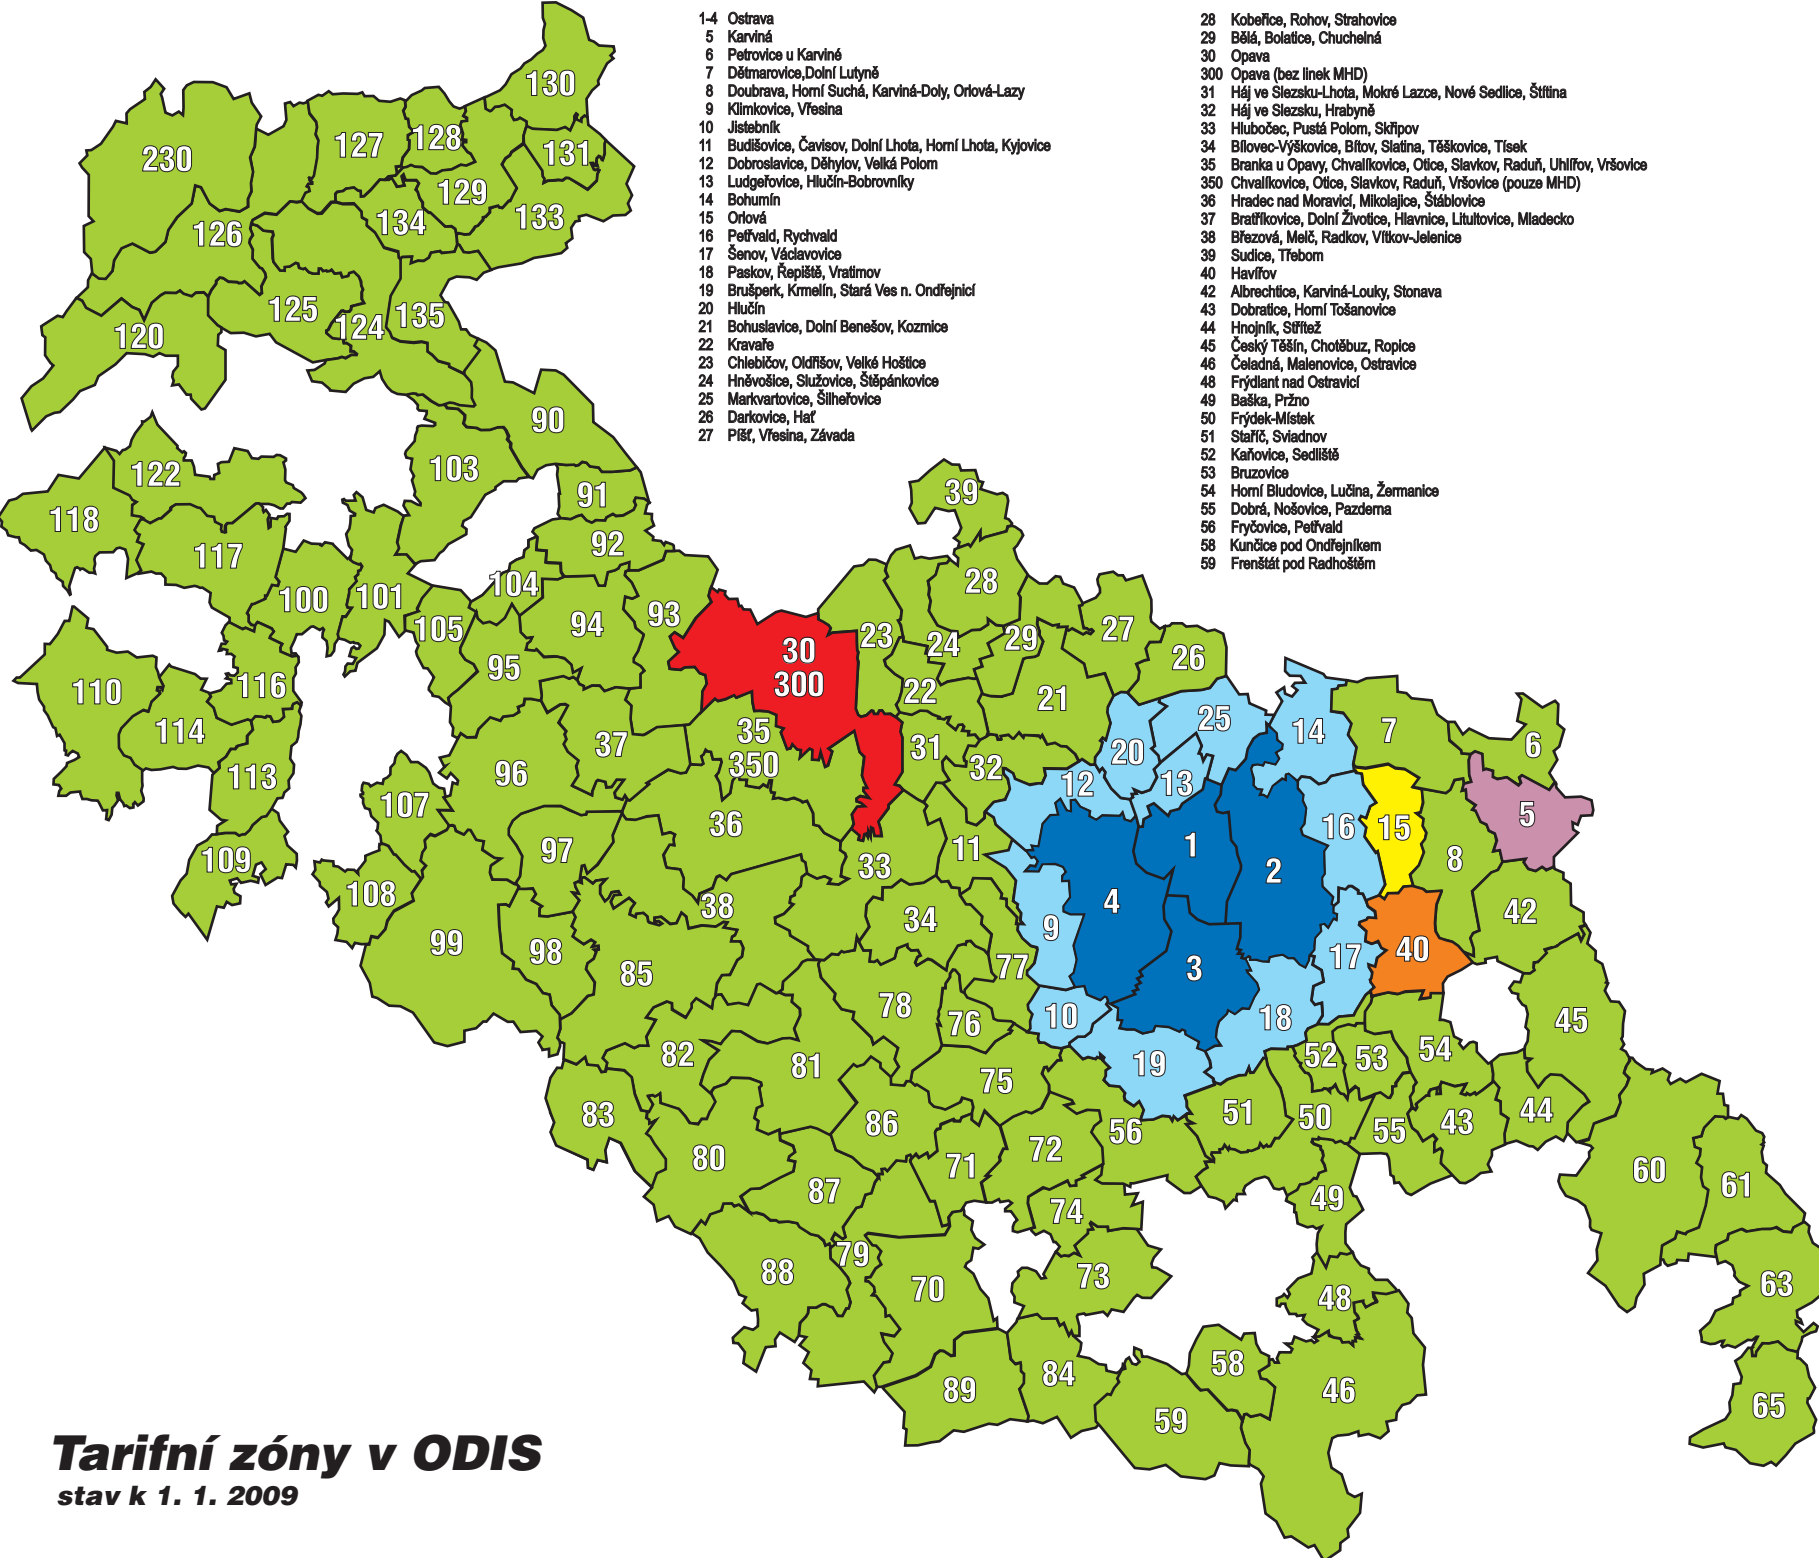 1-4 Ostrava
5 Karviná
6 Petrovice u Karviné
7 Dětmarovice,Dolní Lutyně
8 Doubrava, Horní Suchá, Karviná-Doly, Orlová-Lazy
9 Klimkovice, Vřesina
10 Jistebník
11 Budišovice, Čavisov, Dolní Lhota, Horní Lhota, Kyjovice
12 Dobroslavice, Děhylov, Velká Polom
13 Ludgeřovice, Hlučín-Bobrovníky
14 Bohumín
15 Orlová
16 Petřvald, Rychvald
17 Šenov, Václavovice
18 Paskov, Řepiště, Vratimov
19 Brušperk, Krmelín, Stará Ves n. Ondřejnicí
20 Hlučín
21 Bohuslavice, Dolní Benešov, Kozmice
22 Kravaře
23 Chlebičov, Oldřišov, Velké Hoštice
24 Hněvošice, Služovice, Štěpánkovice
25 Markvartovice, Šilheřovice
26 Darkovice, Hať
27 Píšť, Vřesina, Závada
28 Kobeřice, Rohov, Strahovice
29 Bělá, Bolatice, Chuchelná
30 Opava
300 Opava (bez linek MHD)
31 Háj ve Slezsku-Lhota, Mokré Lazce, Nové Sedlice, Štítina
32 Háj ve Slezsku, Hrabyně
33 Hlubočec, Pustá Polom, Skřipov
34 Bílovec-Výškovice, Bítov, Slatina, Těškovice, Tísek
35 Branka u Opavy, Chvalíkovice, Otice, Slavkov, Raduň, Uhlířov, Vršovice
350 Chvalíkovice, Otice, Slavkov, Raduň, Vršovice (pouze MHD)
36 Hradec nad Moravicí, Mikolajice, Štáblovice
37 Bratříkovice, Dolní Životice, Hlavnice, Litultovice, Mladecko
38 Březová, Melč, Radkov, Vítkov-Jelenice
39 Sudice, Třebom
40 Havířov
42 Albrechtice, Karviná-Louky, Stonava
43 Dobratice, Horní Tošanovice
44 Hnojník, Střítež
45 Český Těšín, Chotěbuz, Ropice
46 Čeladná, Malenovice, Ostravice
48 Frýdlant nad Ostravicí
49 Baška, Pržno
50 Frýdek-Místek
51 Staříč, Sviadnov
52 Kaňovice, Sedliště
53 Bruzovice
54 Horní Bludovice, Lučina, Žermanice
55 Dobrá, Nošovice, Pazderna
56 Fryčovice, Petřvald
58 Kunčice pod Ondřejníkem
59 Frenštát pod Radhoštěm
130
127
128
131
230
129
133
126
134
125
135
124
120
90
103
122
91
39
118
92
117
28
104
100
101
93
94
105
23
27
24
29
30
26
95
116
300
110
22
21
25
35
114
31
14
7
6
37
20
350
32
96
113
12
13
107
5
36
16
15
1
11
97
8
109
33
2
108
4
38
42
34
9
99
40
98
17
77
3
85
78
10
18
45
76
82
54
52
53
19
81
75
83
51
44
50
86
43
56
55
72
80
71
60
61
87
49
74
79
88
73
63
70
48
58
84
46
89
65
59
Tarifní zóny v ODIS
stav k 1. 1. 2009